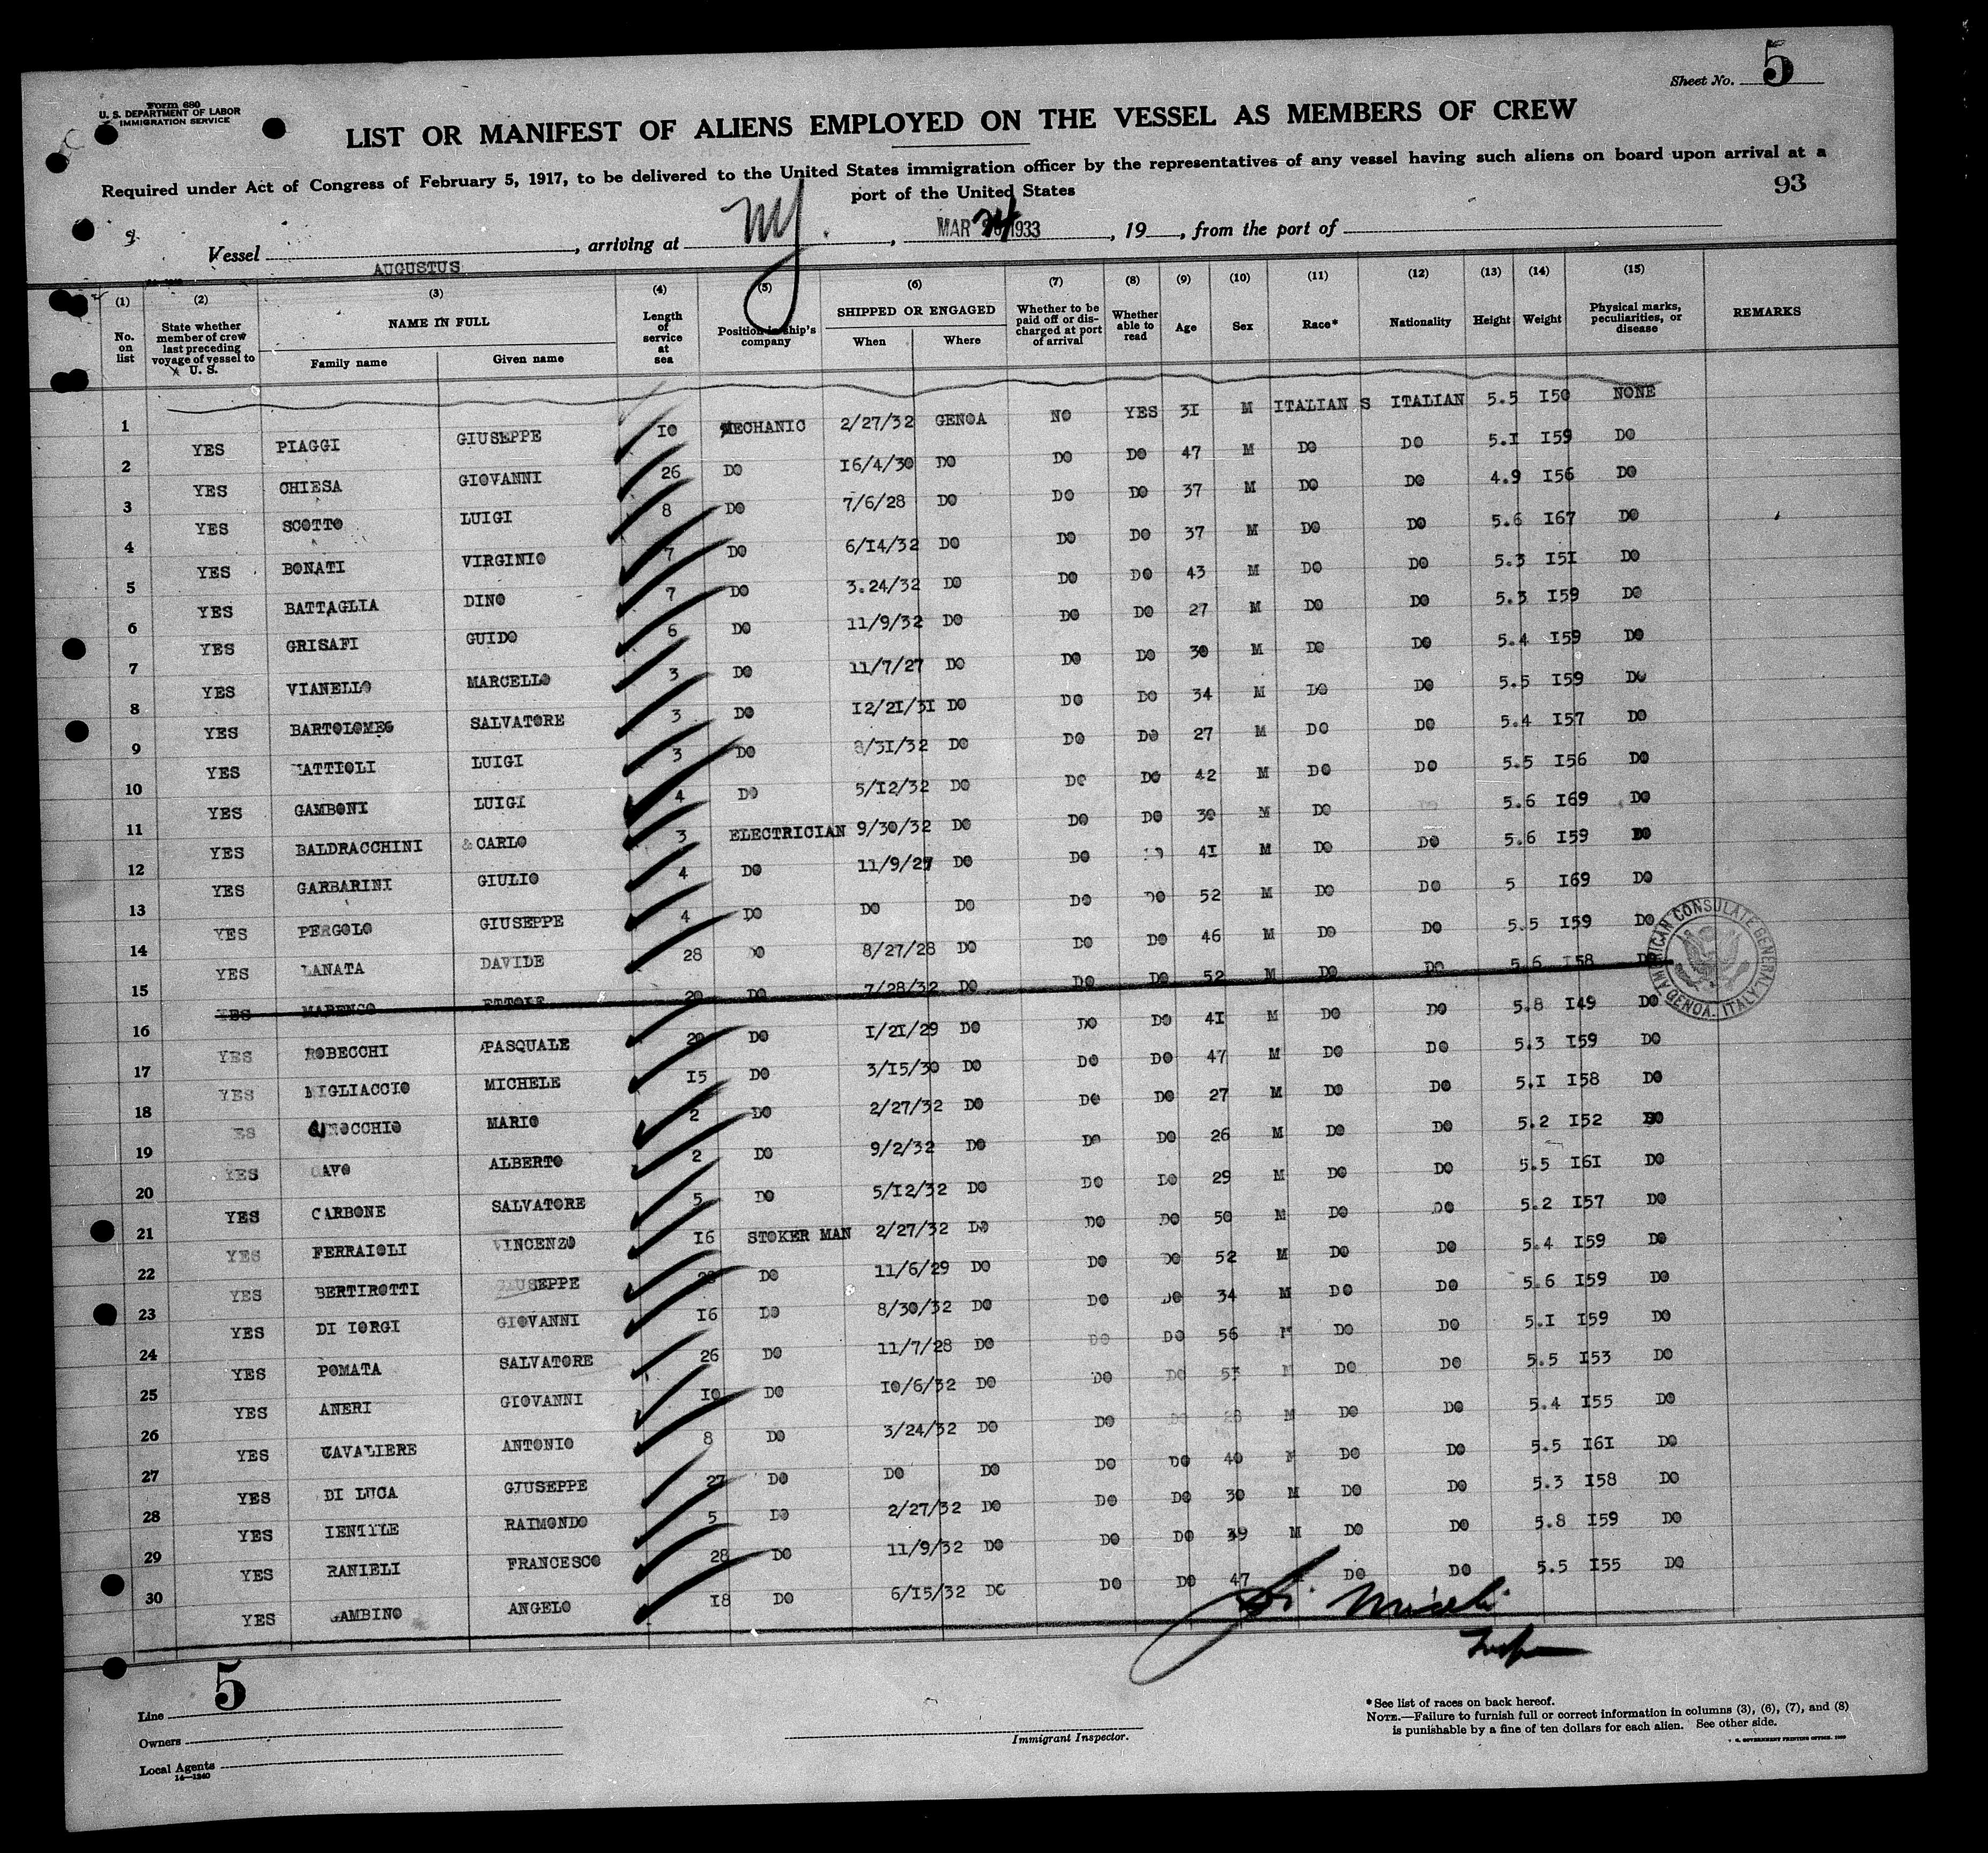 Form 680
U. S. DEPARTMENT OF LABOR
IMMIGRATION SERVICE
Sheet No. 5
LIST OR MANIFEST OF ALIENS EMPLOYED ON THE VESSEL AS MEMBERS OF CREW
Required under Act of Congress of February 5, 1917, to be delivered to the United States immigration officer by the representatives of any vessel having such aliens on board upon arrival at a
port of the United States
93
Vessel AUGUSTUS, arriving at NY, MAR 1933, 19, from the port of
(1) (2) (3) (4) (5) (6) (7) (8) (9) (10) (11) (12) (13) (14) (15)
No. on list State whether member of crew last preceding voyage of vessel to U. S. NAME IN FULL Family name Given name Length of service at sea Position in ship's company SHIPPED OR ENGAGED When Where Whether to be paid off or discharged at port of arrival Whether able to read Age Sex Race* Nationality Height Weight Physical marks, peculiarities, or disease REMARKS
1 YES PIAGGI GIUSEPPE 10 MECHANIC 2/27/32 GENOA NO YES 31 M ITALIAN S ITALIAN 5.5 150 NONE
2 YES CHIESA GIOVANNI 26 DO 16/4/30 DO DO DO 47 M DO DO 5.1 159 DO
3 YES SCOTTO LUIGI 8 DO 7/6/28 DO DO DO 37 M DO DO 4.9 156 DO
4 YES BONATI VIRGINIO 7 DO 6/14/32 DO DO DO 37 M DO DO 5.6 167 DO
5 YES BATTAGLIA DINO 7 DO 3.24/32 DO DO DO 43 M DO DO 5.3 151 DO
6 YES GRISAFI GUIDO 6 DO 11/9/32 DO DO DO 27 M DO DO 5.3 159 DO
7 YES VIANELLO MARCELLO 3 DO 11/7/27 DO DO DO 30 M DO DO 5.4 159 DO
8 YES BARTOLOMEO SALVATORE 3 DO 12/21/31 DO DO DO 34 M DO DO 5.5 159 DO
9 YES MATTIOLI LUIGI 3 DO 8/31/32 DO DO DO 27 M DO DO 5.4 157 DO
10 YES GAMBONI LUIGI 4 DO 5/12/32 DO DO DO 42 M DO DO 5.5 156 DO
11 YES BALDRACCHINI CARLO 3 ELECTRICIAN 9/30/32 DO DO DO 30 M DO 5.6 169 DO
12 YES GARBARINI GIULIO 4 DO 11/9/27 DO DO 41 M DO DO 5.6 159 DO
13 YES PERGOLO GIUSEPPE 4 DO DO DO DO DO 52 M DO DO 5 169 DO
14 YES LANATA DAVIDE 28 DO 8/27/28 DO DO DO 46 M DO DO 5.5 159 DO
15 YES MARENCO ETTORE 20 DO 7/28/32 DO DO DO 52 M DO DO 5.6 158 DO
16 YES ROBECCHI PASQUALE 20 DO 1/21/29 DO DO DO 41 M DO DO 5.8 149 DO
17 YES MIGLIACCIO MICHELE 15 DO 3/15/30 DO DO DO 47 M DO DO 5.3 159 DO
18 ES MARIO 2 DO 2/27/32 DO DO DO 27 M DO DO 5.1 158 DO
19 YES CAVO ALBERTO 2 DO 9/2/32 DO DO DO 26 M DO DO 5.2 152 DO
20 YES CARBONE SALVATORE 5 DO 5/12/32 DO DO DO 29 M DO DO 5.5 161 DO
21 YES FERRAIOLI VINCENZO 16 STOKER MAN 2/27/32 DO DO DO 50 M DO DO 5.2 157 DO
22 YES BERTIROTTI GIUSEPPE DO 11/6/29 DO DO DO 52 M DO DO 5.4 159 DO
23 YES DI IORGI GIOVANNI 16 DO 8/30/32 DO DO DO 34 M DO DO 5.6 159 DO
24 YES POMATA SALVATORE 26 DO 11/7/28 DO DO DO 56 M DO DO 5.1 159 DO
25 YES ANERI GIOVANNI 10 DO 10/6/32 DO DO DO M DO DO 5.5 153 DO
26 YES CAVALIERE ANTONIO 8 DO 3/24/32 DO DO DO M DO DO 5.4 155 DO
27 YES DI LUCA GIUSEPPE 27 DO DO DO DO DO 40 M DO DO 5.5 161 DO
28 YES RAIMONDO 5 DO 2/27/32 DO DO DO 30 M DO DO 5.3 158 DO
29 YES RANIELI FRANCESCO 28 DO 11/9/32 DO DO DO 39 M DO DO 5.8 159 DO
30 YES GAMBINO ANGELO 18 DO 6/15/32 DO DO DO 47 DO DO 5.5 155 DO
AMERICAN CONSULATE GENERAL
GENOA, ITALY
5
Line
Owners
Local Agents
14—1240
Immigrant Inspector.
*See list of races on back hereof.
NOTE.—Failure to furnish full or correct information in columns (3), (6), (7), and (8)
is punishable by a fine of ten dollars for each alien. See other side.